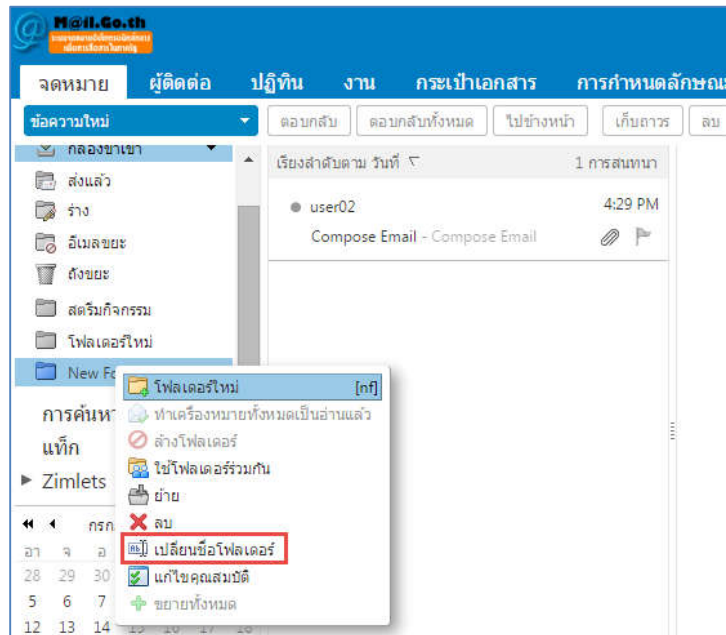 M@il.Go.th
จดหมาย ผู้ติดต่อ ปฏิทิน งาน กระเป๋าเอกสาร การกำหนดลักษณะ
ข้อความใหม่ ตอบกลับ ตอบกลับทั้งหมด ไปข้างหน้า เก็บถาวร ลบ
กล่องขาเข้า
เรียงลำดับตาม วันที่ 1 การสนทนา
ส่งแล้ว
ร่าง
user02 4:29 PM
อีเมลขยะ
Compose Email - Compose Email
ถังขยะ
สตรีมกิจกรรม
โฟลเดอร์ใหม่
New Fo
โฟลเดอร์ใหม่ [nf]
การค้นหา
ทำเครื่องหมายทั้งหมดเป็นอ่านแล้ว
ล้างโฟลเดอร์
แท็ก
ใช้โฟลเดอร์ร่วมกัน
Zimlets
ย้าย
ลบ
กรก
เปลี่ยนชื่อโฟลเดอร์
อา จ อ
แก้ไขคุณสมบัติ
28 29 30
ขยายทั้งหมด
5 6 7
12 13 14 15 16 17 18